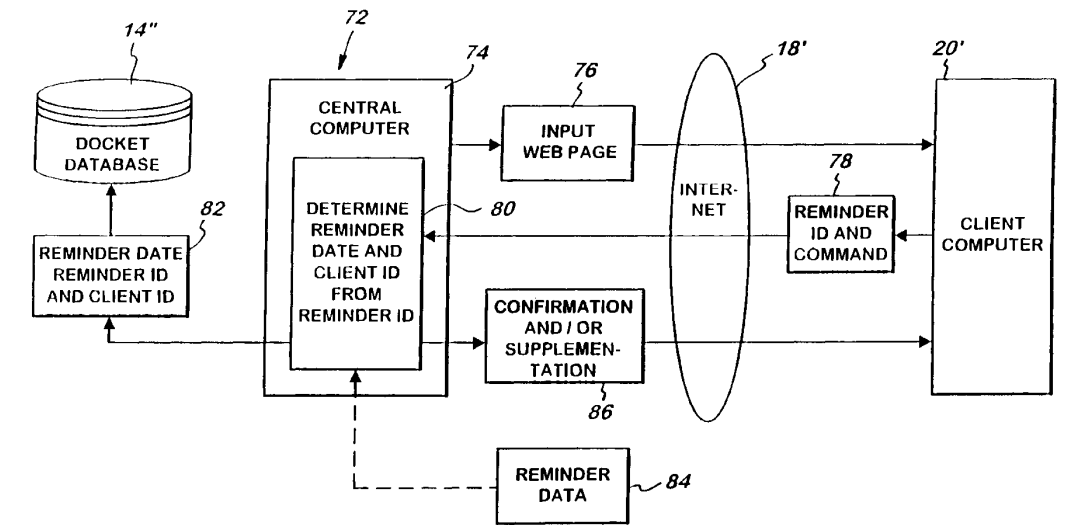 14"
72
74
76
18'
20'
DOCKET
DATABASE
CENTRAL
COMPUTER
INPUT
WEB PAGE
78
82
80
INTER-
NET
DETERMINE
REMINDER
DATE AND
CLIENT ID
FROM
REMINDER ID
REMINDER
ID AND
COMMAND
CLIENT
COMPUTER
REMINDER DATE
REMINDER ID
AND CLIENT ID
CONFIRMATION
AND / OR
SUPPLEMEN-
TATION
86
REMINDER
DATA
84